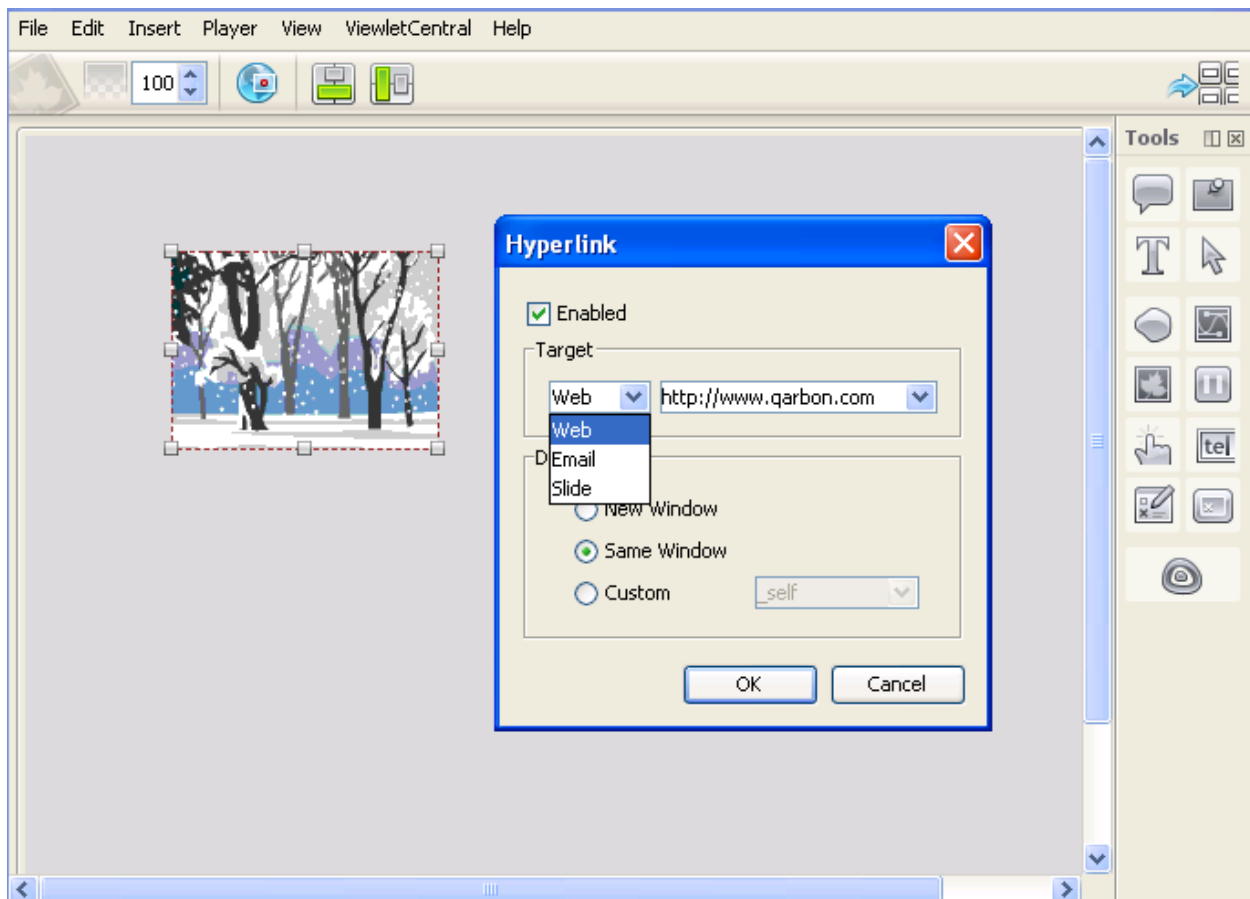 File Edit Insert Player View ViewletCentral Help
100
Tools
Hyperlink
Enabled
Target
Web http://www.qarbon.com
Web
Email
Slide
D
New Window
Same Window
Custom _self
OK Cancel
T
tel